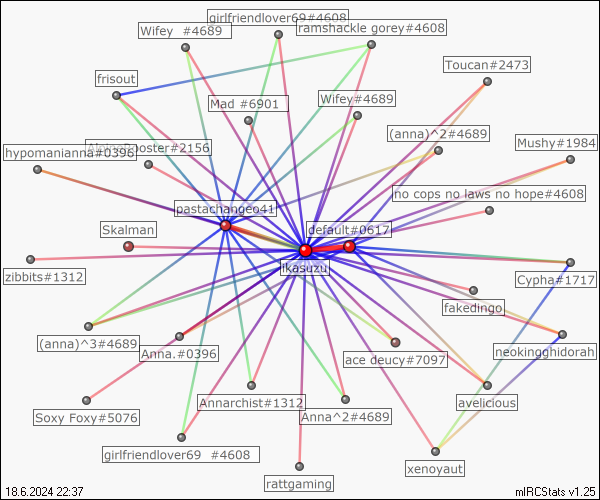 girlfriendlover69#4608
Wifey #4689
ramshackle gorey#4608
Toucan#2473
frisout
Mad #6901
Wifey#4689
(anna)^2#4689
Mushy#1984
hypomanianna#0396
ooster#2156
no cops no laws no hope#4608
pastachangeo41
Skalman
default#0617
ikasuzu
zibbits#1312
Cypha#1717
fakedingo
(anna)^3#4689
Anna.#0396
ace deucy#7097
neokingghidorah
Soxy Foxy#5076
Annarchist#1312
Anna^2#4689
avelicious
girlfriendlover69 #4608
rattgaming
xenoyaut
18.6.2024 22:37
mIRCStats v1.25